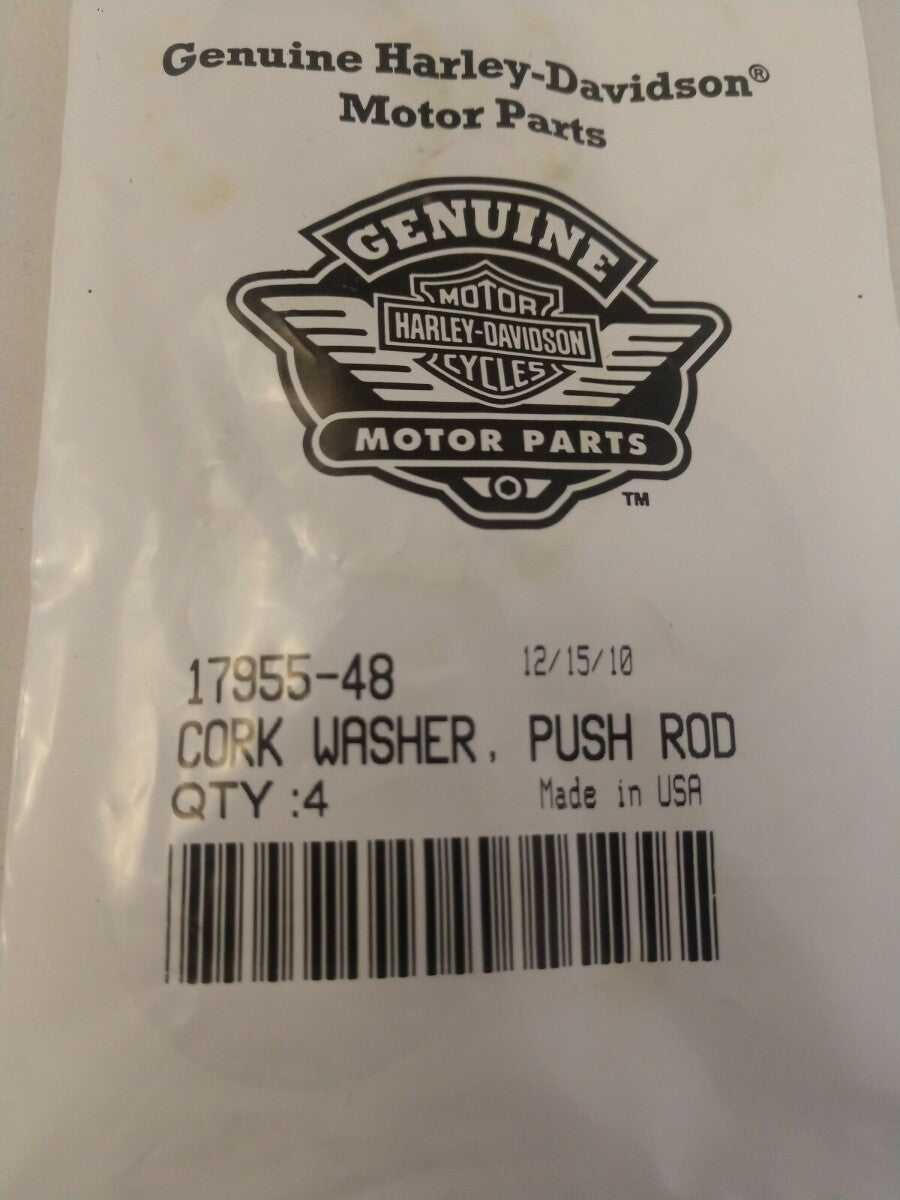 Genuine Harley-Davidson®
Motor Parts
GENUINE
MOTOR
HARLEY-DAVIDSON
CYCLES
MOTOR PARTS
TM
17955-48 12/15/10
CORK WASHER, PUSH ROD
QTY :4 Made in USA